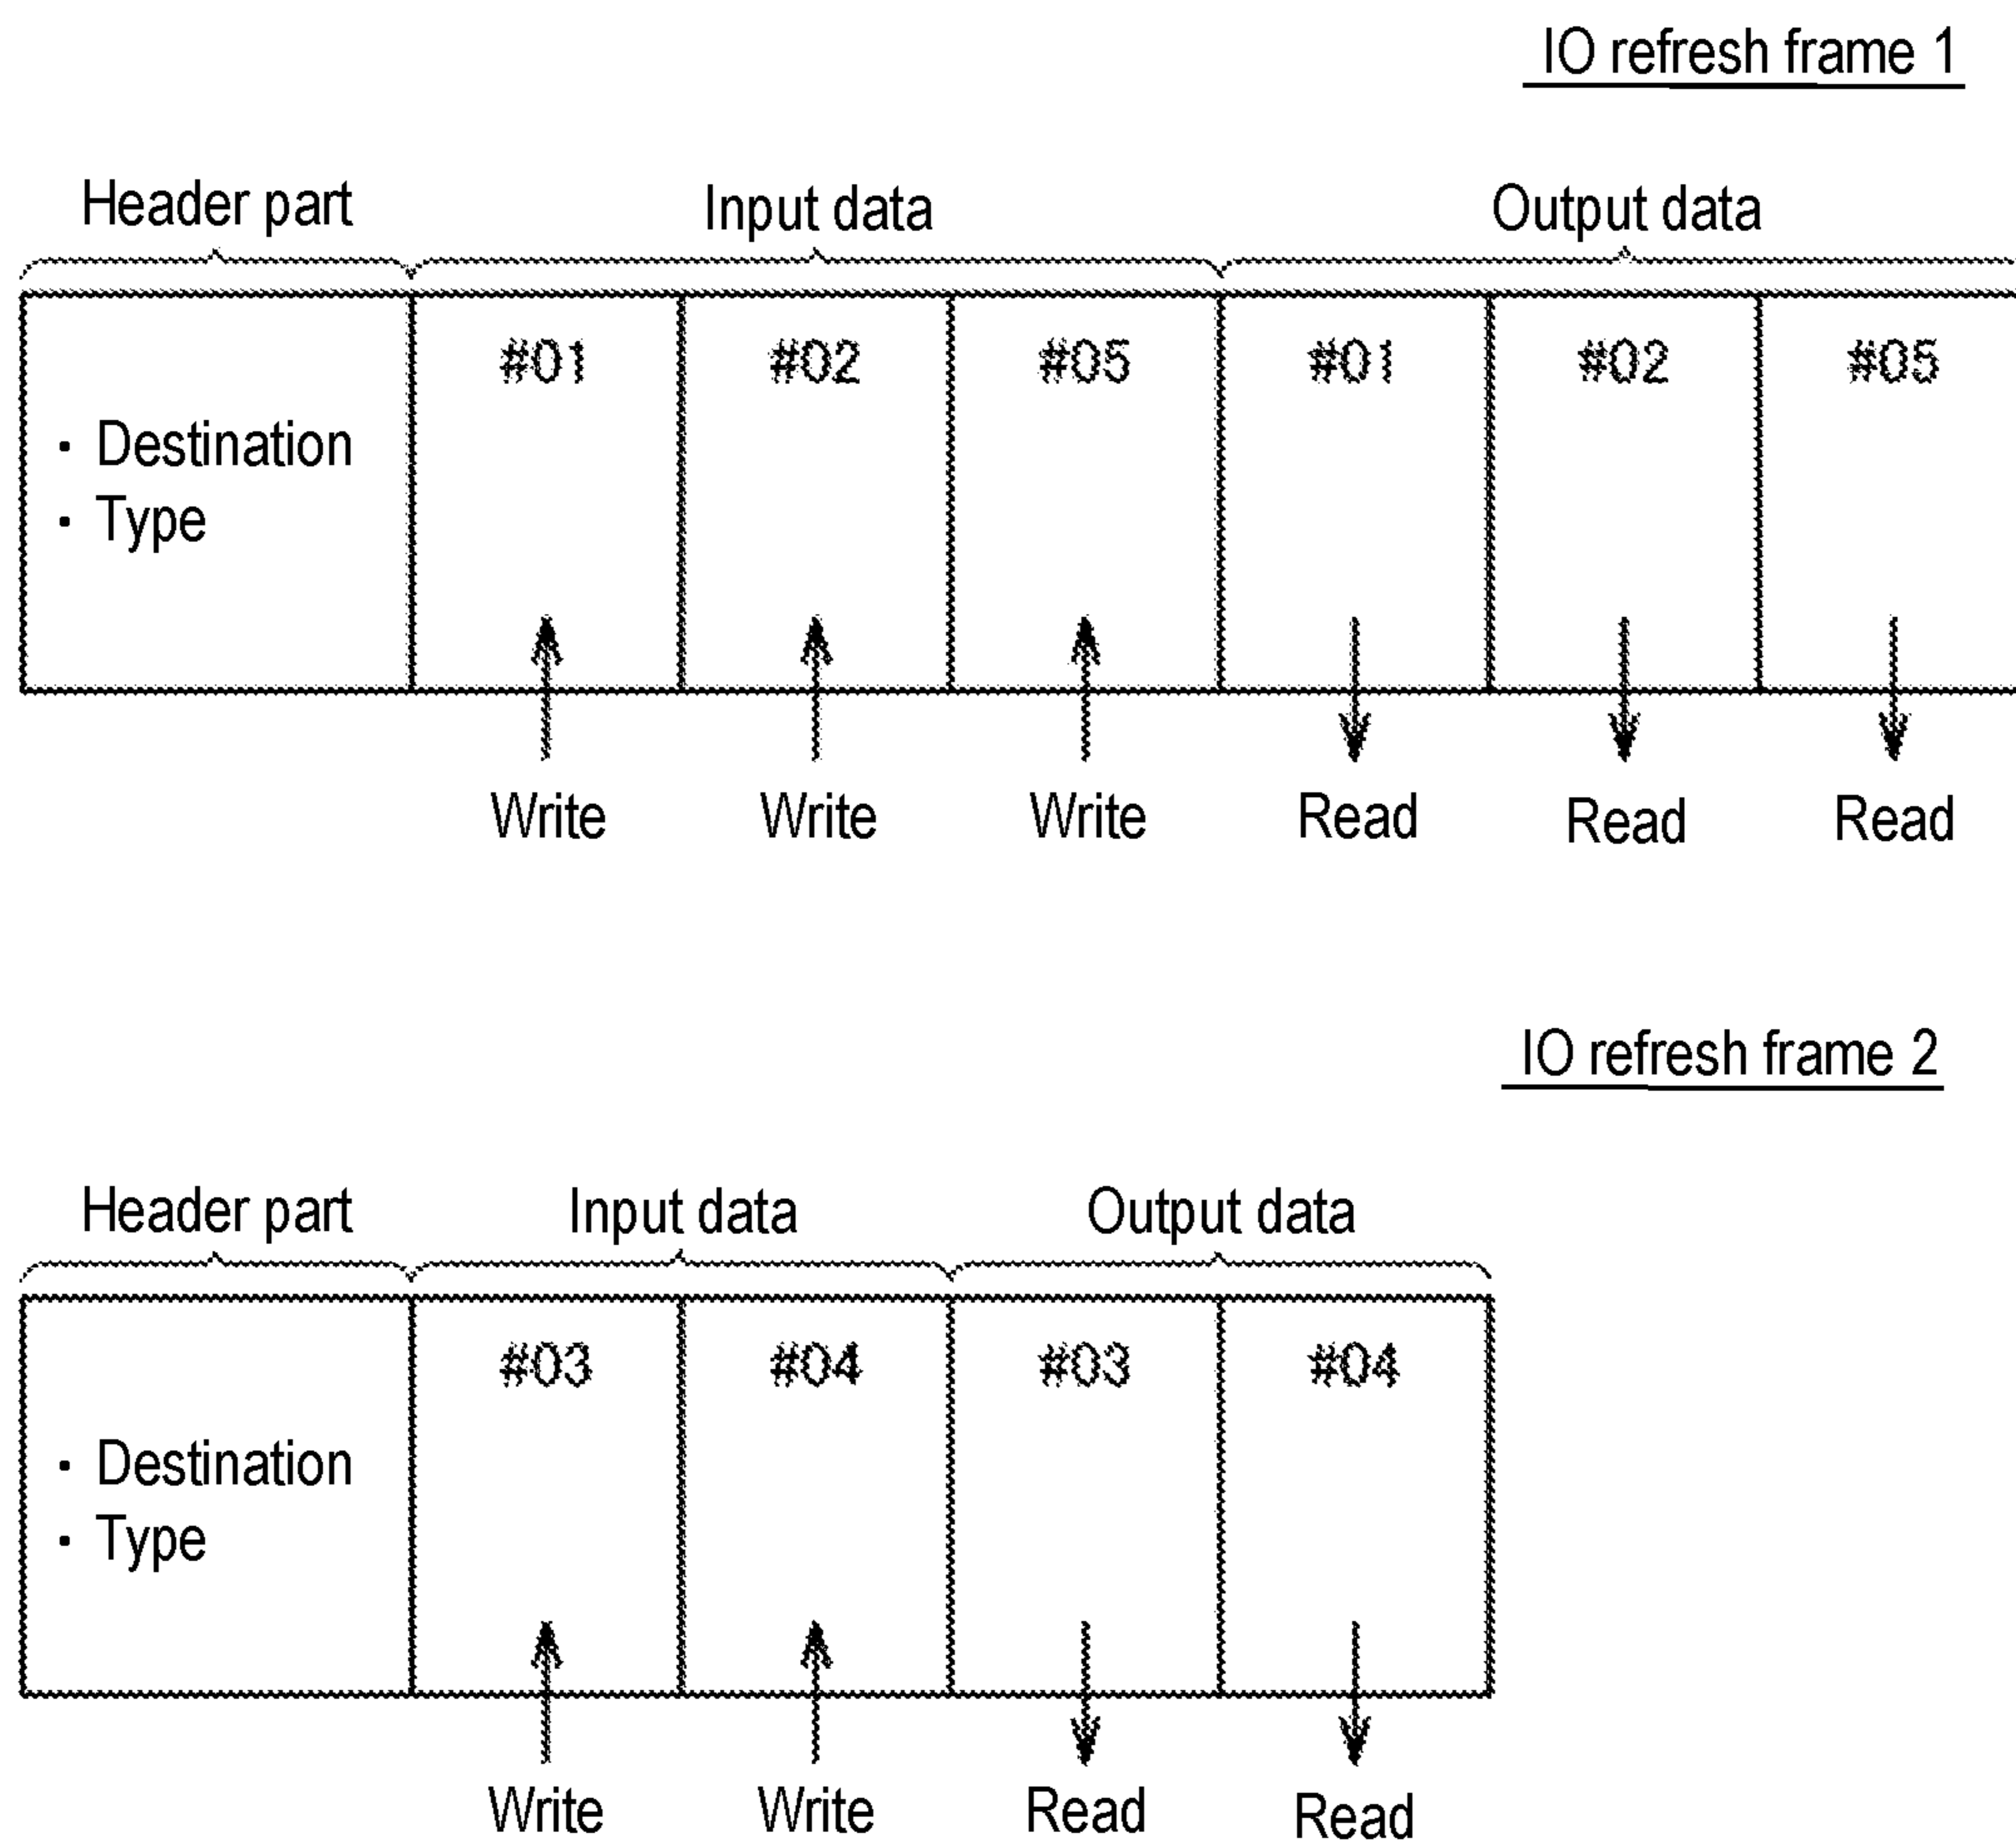 IO refresh frame 1
Header part Input data Output data
#01 #02 #05 #01 #02 #05
· Destination
· Type
Write Write Write Read Read Read
IO refresh frame 2
Header part Input data Output data
#03 #04 #03 #04
· Destination
· Type
Write Write Read Read